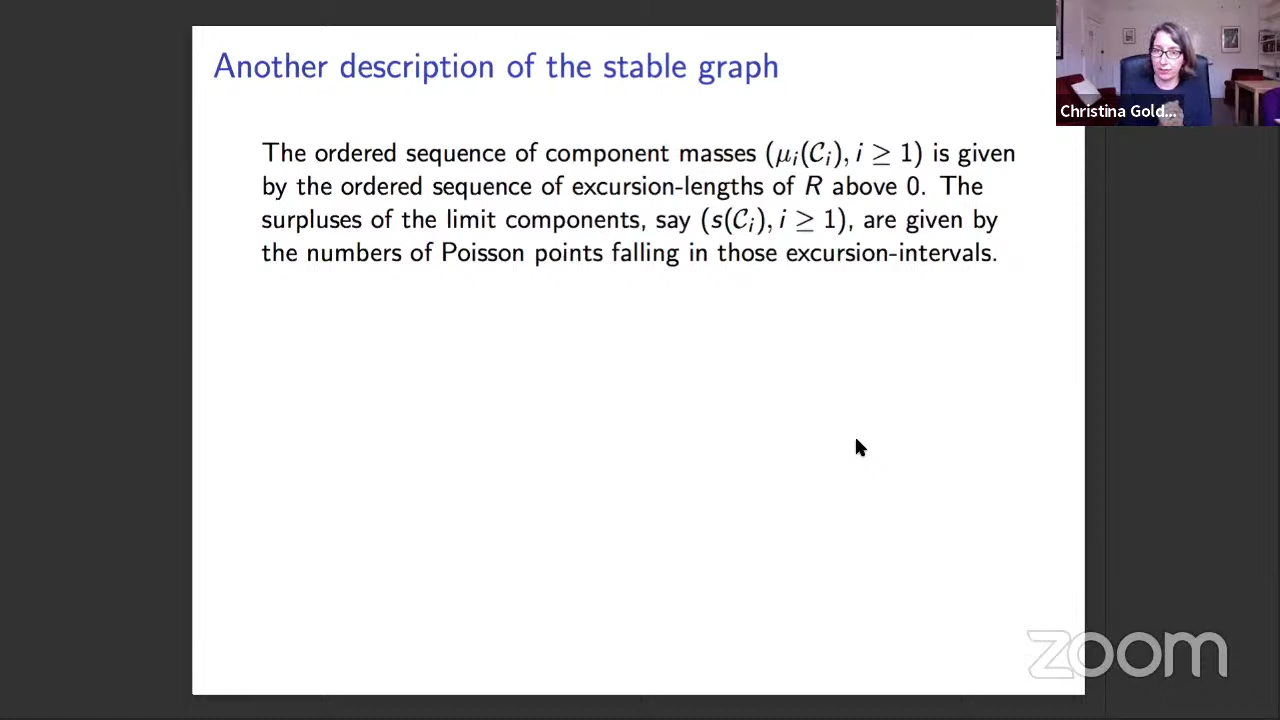 Another description of the stable graph
Christina Gold...
The ordered sequence of component masses (μᵢ(𝒞ᵢ), i ≥ 1) is given
by the ordered sequence of excursion-lengths of R above 0. The
surpluses of the limit components, say (s(𝒞ᵢ), i ≥ 1), are given by
the numbers of Poisson points falling in those excursion-intervals.
zoom